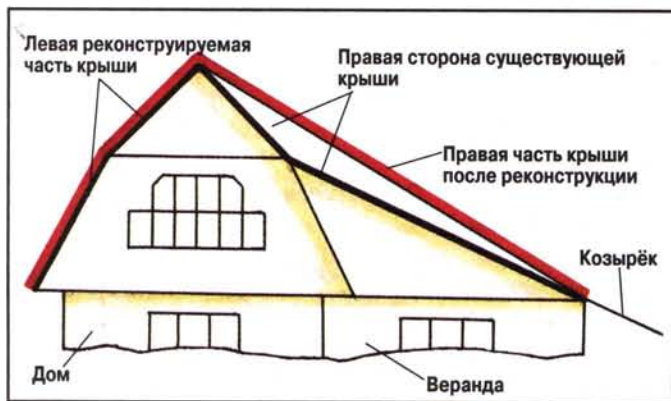 Левая реконструируемая
часть крыши
Правая сторона существующей
крыши
Правая часть крыши
после реконструкции
Козырёк
Дом
Веранда